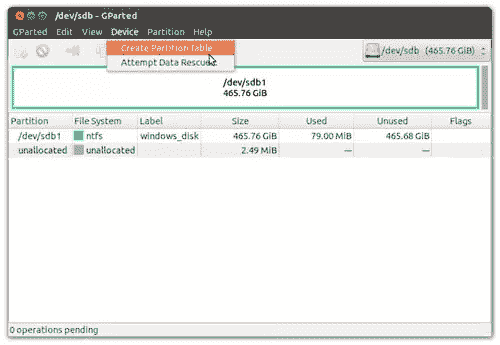 /dev/sdb - GParted
GParted Edit View Device Partition Help
Create Partition Table
Attempt Data Rescue
/dev/sdb (465.76 GiB)
/dev/sdb1
465.76 GiB
Partition File System Label Size Used Unused Flags
/dev/sdb1 ntfs windows_disk 465.76 GiB 79.00 MiB 465.68 GiB
unallocated unallocated 2.49 MiB — —
0 operations pending